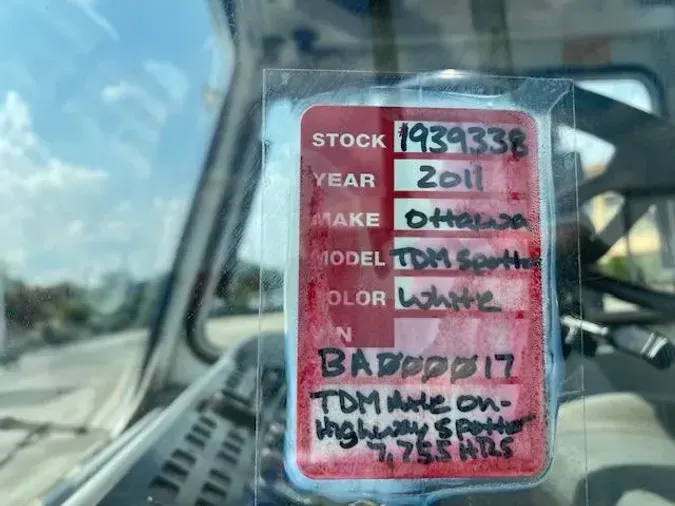 STOCK 1939338
YEAR 2011
MAKE Ottawa
MODEL TDM Spotter
COLOR White
VIN
BA000017
TDM
On-
Highway Spotter
7,755 HRS